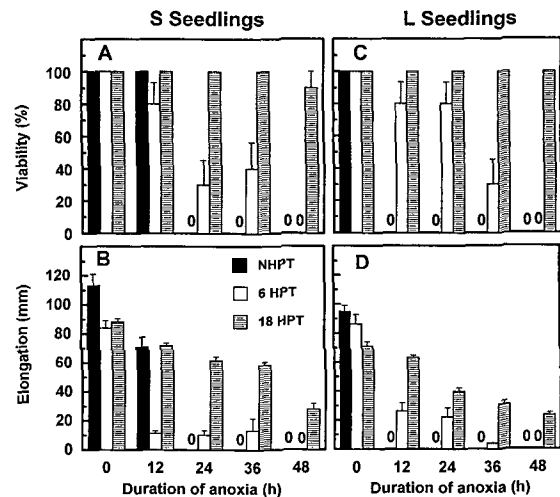 S Seedlings
L Seedlings
A
C
Viability (%)
100
80
60
40
20
0
0 0 0 0
0 0 0 0 0
B
D
Elongation (mm)
120
100
80
60
40
20
0
NHPT
6 HPT
18 HPT
0 0 0 0
0 0 0 0 0
0 12 24 36 48
0 12 24 36 48
Duration of anoxia (h)
Duration of anoxia (h)